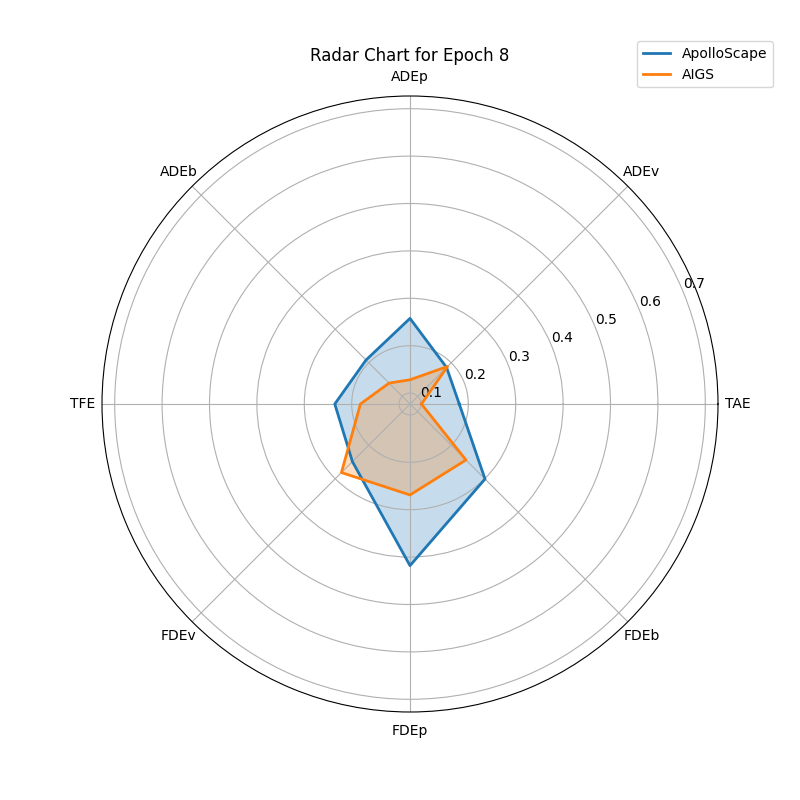 Radar Chart for Epoch 8
ApolloScape
AIGS
ADEp
ADEb
ADEv
0.7
0.6
0.5
0.4
0.3
0.2
0.1
TFE
TAE
FDEv
FDEb
FDEp